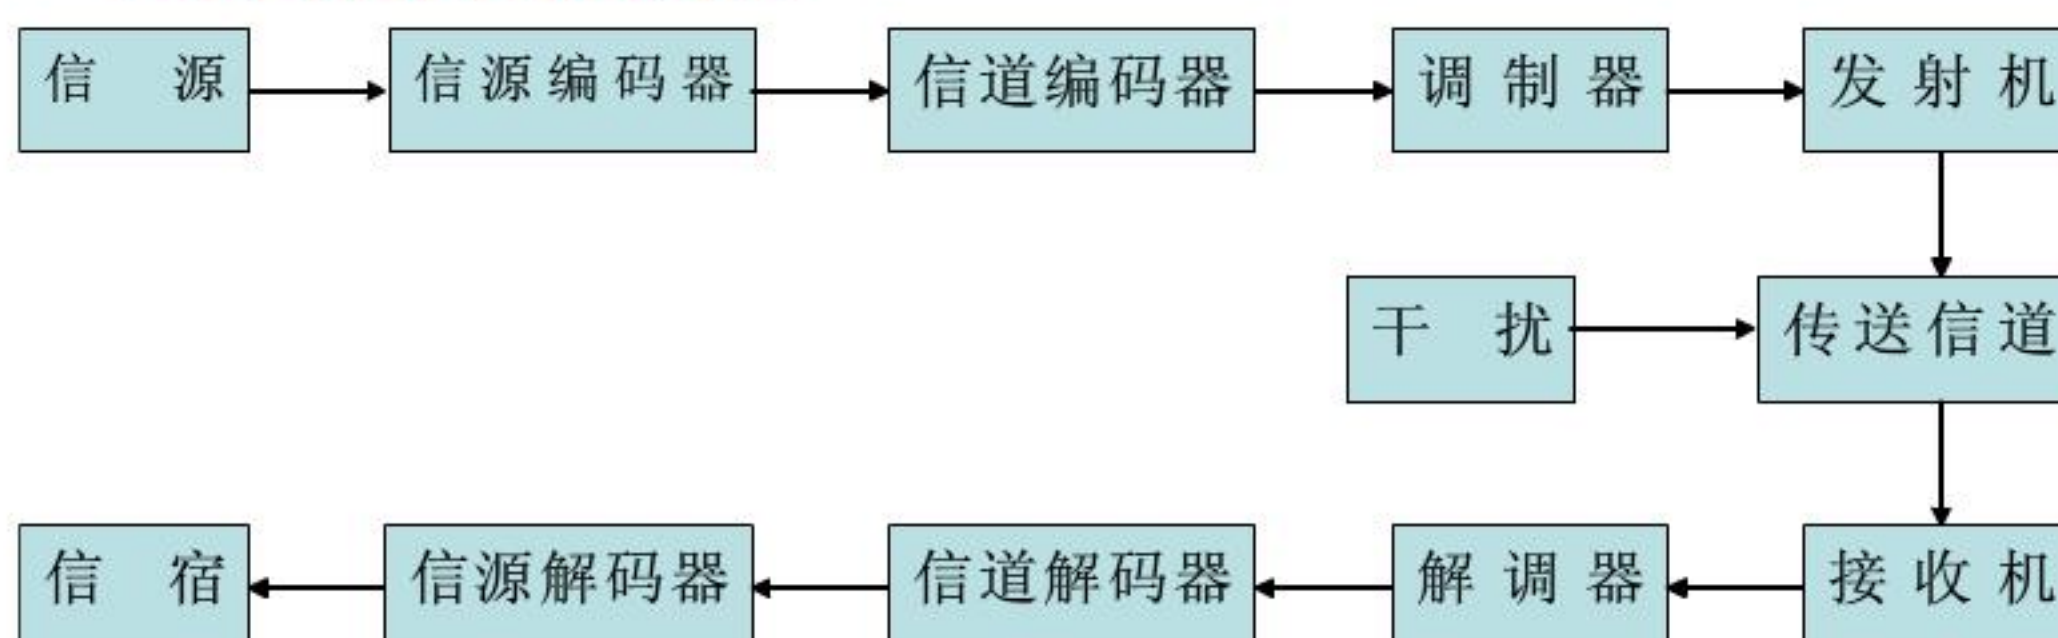 信 源 信源编码器 信道编码器 调制器 发射机
干 扰 传送信道
信 宿 信源解码器 信道解码器 解调器 接收机